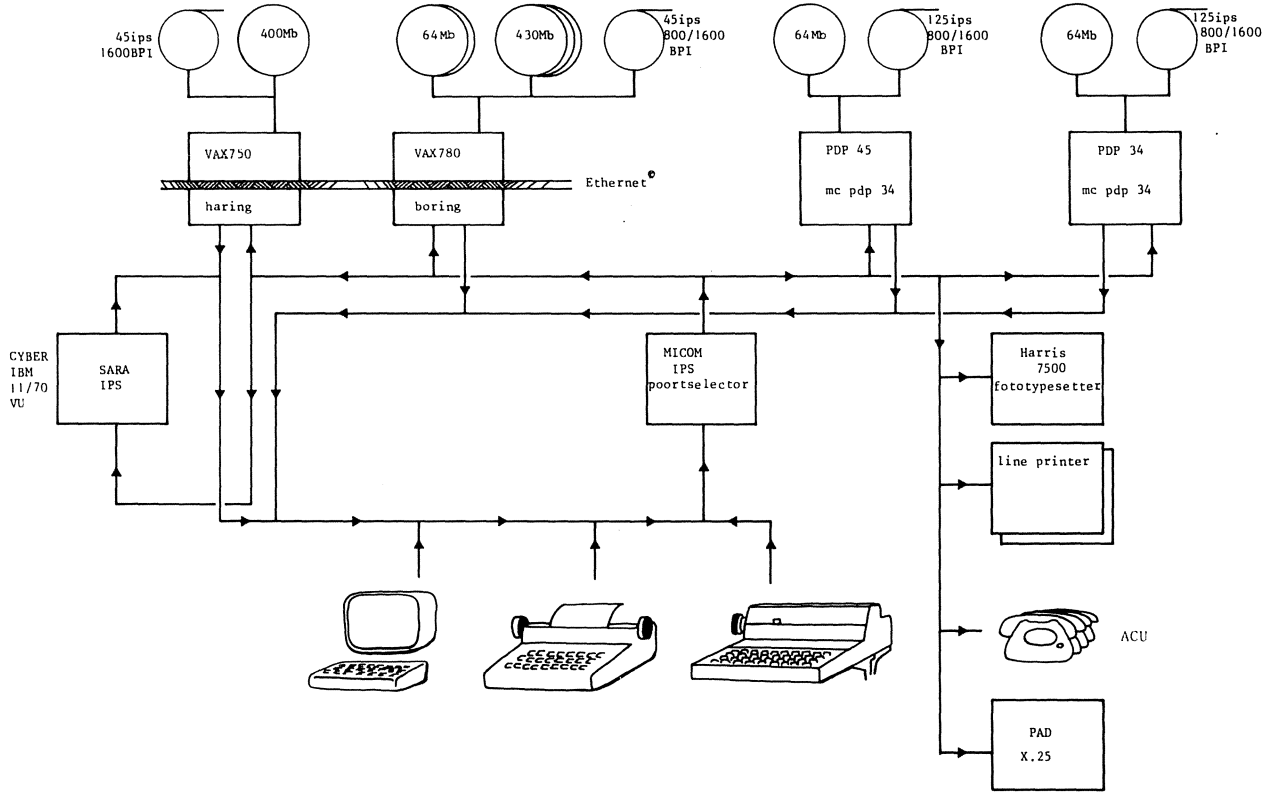 45ips
1600BPI
400Mb
64Mb
430Mb
45ips
800/1600
BPI
64Mb
125ips
800/1600
BPI
64Mb
125ips
800/1600
BPI
VAX750
haring
VAX780
boring
Ethernet©
PDP 45
mc pdp 34
PDP 34
mc pdp 34
CYBER
IBM
11/70
VU
SARA
IPS
MICOM
IPS
poortselector
Harris
7500
fototypesetter
line printer
ACU
PAD
X.25